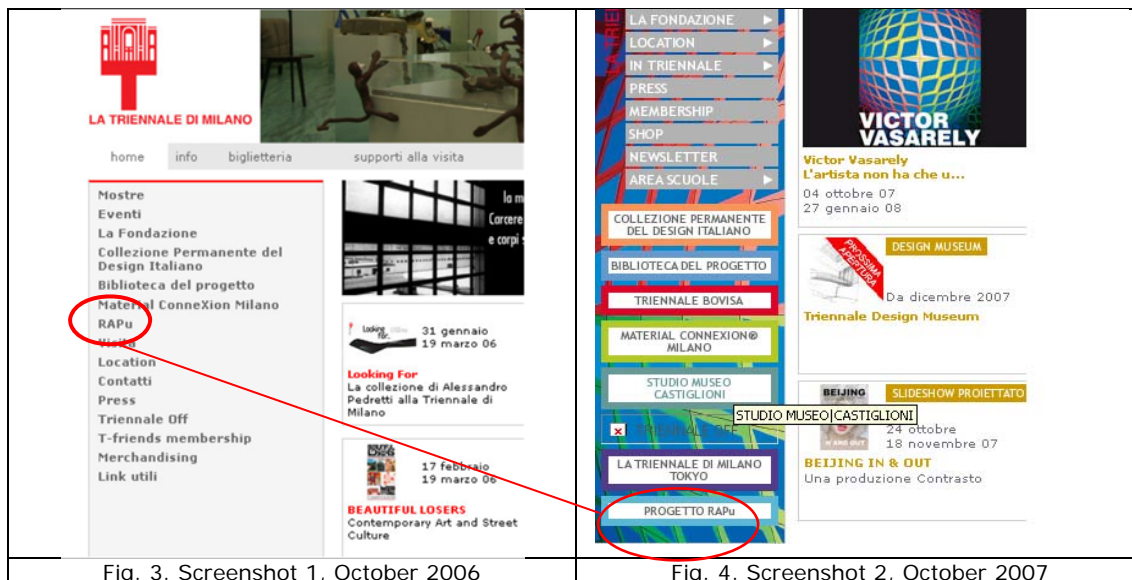 LA TRIENNALE DI MILANO
home info biglietteria supporti alla visita
Mostre
Eventi
La Fondazione
Collezione Permanente del
Design Italiano
Biblioteca del progetto
Material ConneXion Milano
RAPu
Visita
Location
Contatti
Press
Triennale Off
T-friends membership
Merchandising
Link utili
la m
Carcere
e corpi s
Looking
for.
31 gennaio
19 marzo 06
Looking For
La collezione di Alessandro
Pedretti alla Triennale di
Milano
17 febbraio
19 marzo 06
BEAUTIFUL LOSERS
Contemporary Art and Street
Culture
Fig. 3. Screenshot 1, October 2006
LA FONDAZIONE
LOCATION
IN TRIENNALE
PRESS
MEMBERSHIP
SHOP
NEWSLETTER
AREA SCUOLE
COLLEZIONE PERMANENTE
DEL DESIGN ITALIANO
BIBLIOTECA DEL PROGETTO
TRIENNALE BOVISA
MATERIAL CONNEXION®
MILANO
STUDIO MUSEO
CASTIGLIONI
STUDIO MUSEO|CASTIGLIONI
TRIENNALE OFF
LA TRIENNALE DI MILANO
TOKYO
PROGETTO RAPu
VICTOR
VASARELY
Victor Vasarely
L'artista non ha che u...
04 ottobre 07
27 gennaio 08
PROSSIMA
APERTURA
DESIGN MUSEUM
Da dicembre 2007
Triennale Design Museum
BEIJING
SLIDESHOW PROIETTATO
24 ottobre
18 novembre 07
BEIJING IN & OUT
Una produzione Contrasto
Fig. 4. Screenshot 2, October 2007